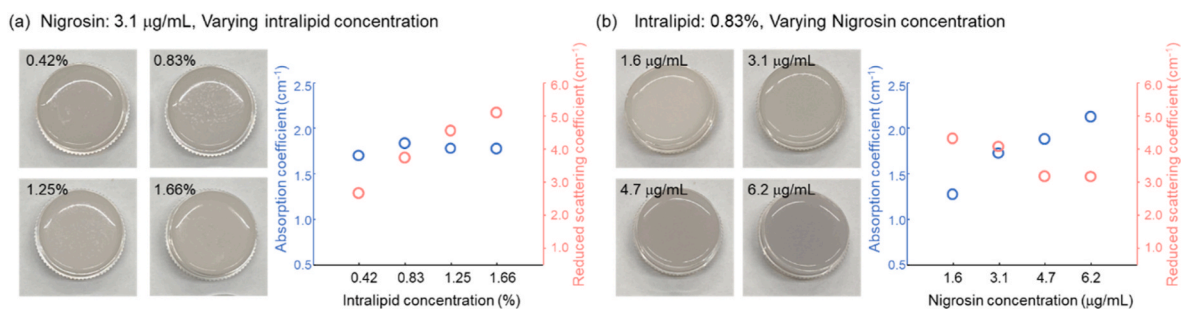 (a) Nigrosin: 3.1 μg/mL, Varying intralipid concentration
0.42%
0.83%
1.25%
1.66%
Absorption coefficient (cm⁻¹)
2.5
2.0
1.5
1.0
0.5
6.0
5.0
4.0
3.0
2.0
1.0
Reduced scattering coefficient (cm⁻¹)
0.42 0.83 1.25 1.66
Intralipid concentration (%)
(b) Intralipid: 0.83%, Varying Nigrosin concentration
1.6 μg/mL
3.1 μg/mL
4.7 μg/mL
6.2 μg/mL
Absorption coefficient (cm⁻¹)
2.5
2.0
1.5
1.0
0.5
6.0
5.0
4.0
3.0
2.0
1.0
Reduced scattering coefficient (cm⁻¹)
1.6 3.1 4.7 6.2
Nigrosin concentration (μg/mL)